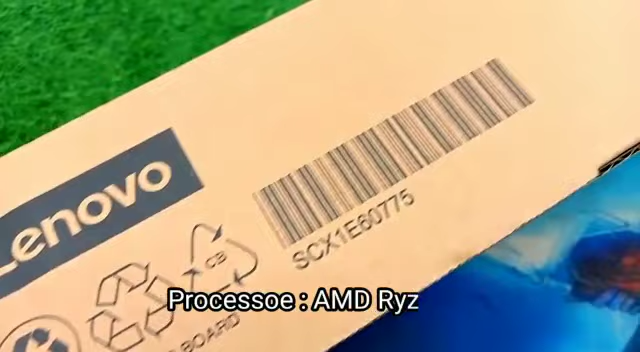 Lenovo
SCX1E60775
CB
BOARD
Processoe : AMD Ryz